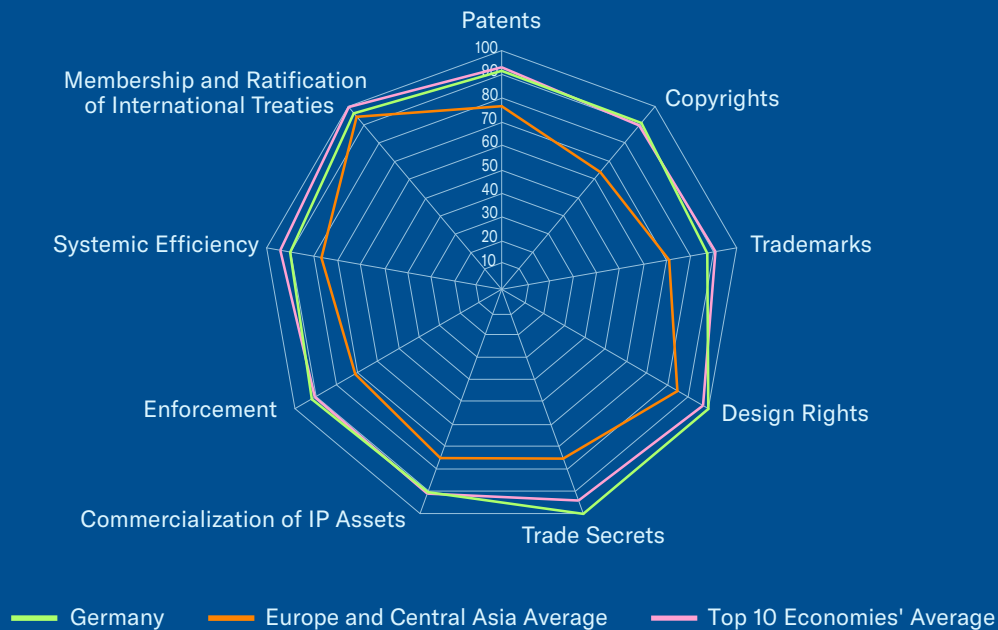 Patents
100
90
80
70
60
50
40
30
20
10
Membership and Ratification
of International Treaties
Copyrights
Systemic Efficiency
Trademarks
Enforcement
Design Rights
Commercialization of IP Assets
Trade Secrets
Germany
Europe and Central Asia Average
Top 10 Economies' Average